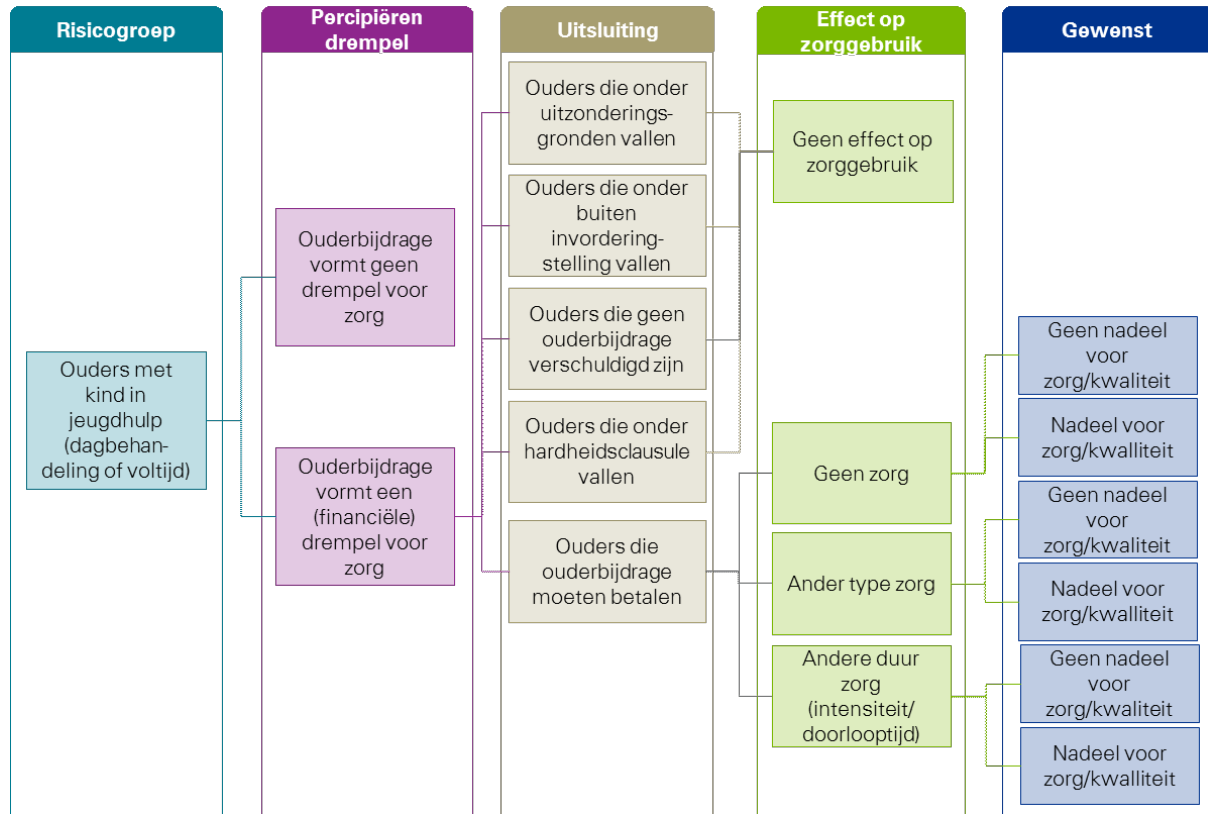 Risicogroep
Percipiëren
drempel
Uitsluiting
Effect op
zorggebruik
Gewenst
Ouders met
kind in
jeugdhulp
(dagbehan-
deling of voltijd)
Ouderbijdrage
vormt geen
drempel voor
zorg
Ouderbijdrage
vormt een
(financiële)
drempel voor
zorg
Ouders die onder
uitzonderings-
gronden vallen
Ouders die onder
buiten
invordering-
stelling vallen
Ouders die geen
ouderbijdrage
verschuldigd zijn
Ouders die onder
hardheidsclausule
vallen
Ouders die
ouderbijdrage
moeten betalen
Geen effect op
zorggebruik
Geen zorg
Ander type zorg
Andere duur
zorg
(intensiteit/
doorlooptijd)
Geen nadeel
voor
zorg/kwaliteit
Nadeel voor
zorg/kwalliteit
Geen nadeel
voor
zorg/kwaliteit
Nadeel voor
zorg/kwalliteit
Geen nadeel
voor
zorg/kwaliteit
Nadeel voor
zorg/kwalliteit